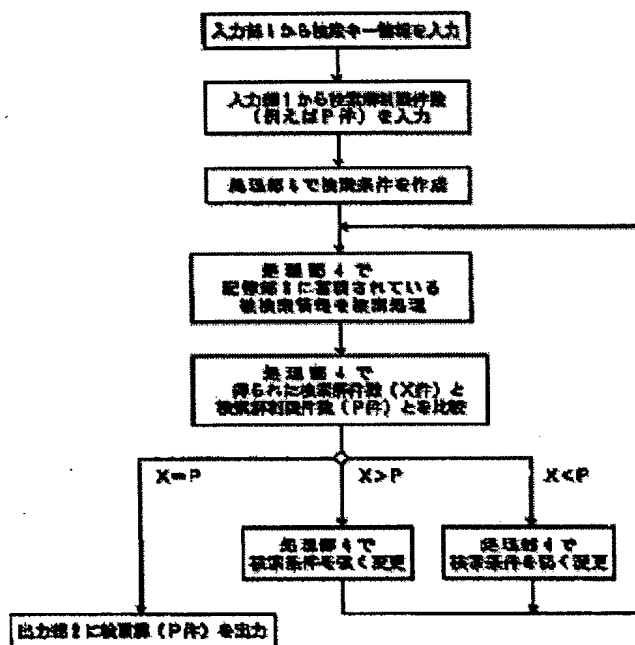 入力部1から検索キー情報を入力
入力部1から検索解制限件数
(例えばP件)を入力
処理部4で検索条件を作成
処理部4で
記憶部2に蓄積されている
被検索情報を検索処理
処理部4で
得られた検索解件数(X件)と
検索解制限件数(P件)とを比較
X=P
X>P
X<P
処理部4で
検索条件を強く変更
処理部4で
検索条件を弱く変更
出力部3に検索解(P件)を出力